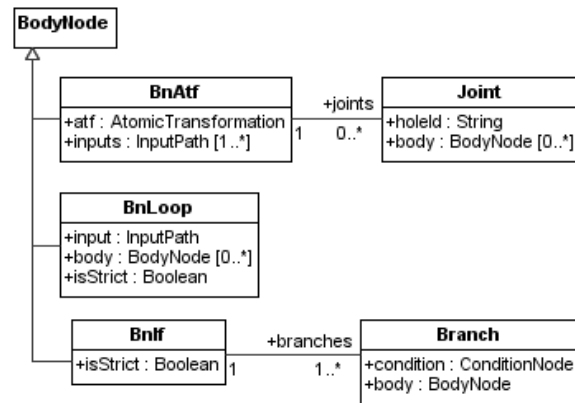 BodyNode
BnAtf
+atf : AtomicTransformation
+inputs : InputPath [1..*]
+joints
1
0..*
Joint
+holeId : String
+body : BodyNode [0..*]
BnLoop
+input : InputPath
+body : BodyNode [0..*]
+isStrict : Boolean
BnIf
+isStrict : Boolean
+branches
1
1..*
Branch
+condition : ConditionNode
+body : BodyNode